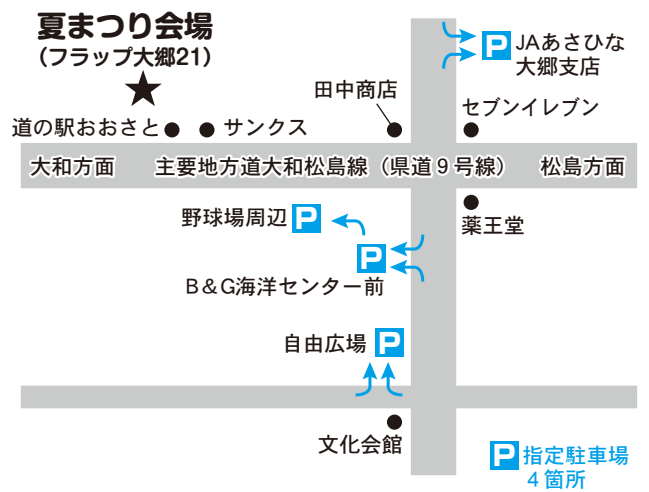 夏まつり会場
（フラップ大郷21）
P JAあさひな
大郷支店
田中商店
セブンイレブン
道の駅おおさと
サンクス
大和方面
主要地方道大和松島線（県道９号線）
松島方面
野球場周辺 P
薬王堂
P
B＆G海洋センター前
自由広場 P
文化会館
P 指定駐車場
４箇所